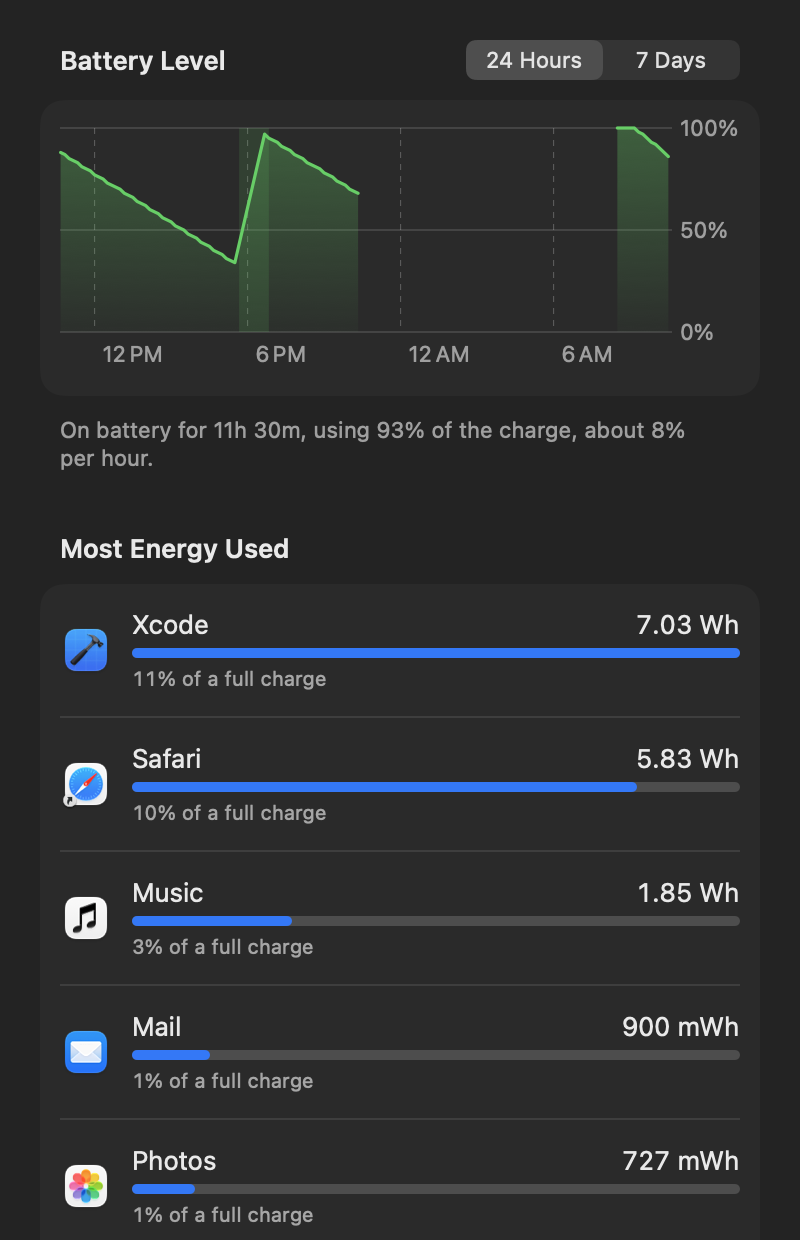 Battery Level
24 Hours
7 Days
100%
50%
0%
12 PM
6 PM
12 AM
6 AM
On battery for 11h 30m, using 93% of the charge, about 8%
per hour.
Most Energy Used
Xcode
7.03 Wh
11% of a full charge
Safari
5.83 Wh
10% of a full charge
Music
1.85 Wh
3% of a full charge
Mail
900 mWh
1% of a full charge
Photos
727 mWh
1% of a full charge